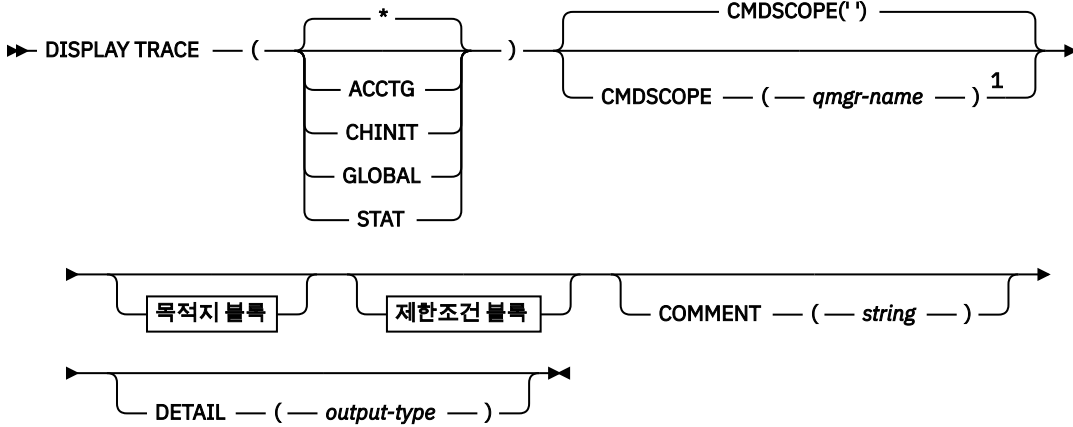 *
CMDSCOPE(' ')
DISPLAY TRACE ( )
ACCTG
CMDSCOPE ( qmgr-name ) 1
CHINIT
GLOBAL
STAT
목적지 블록
제한조건 블록
COMMENT ( string )
DETAIL ( output-type )